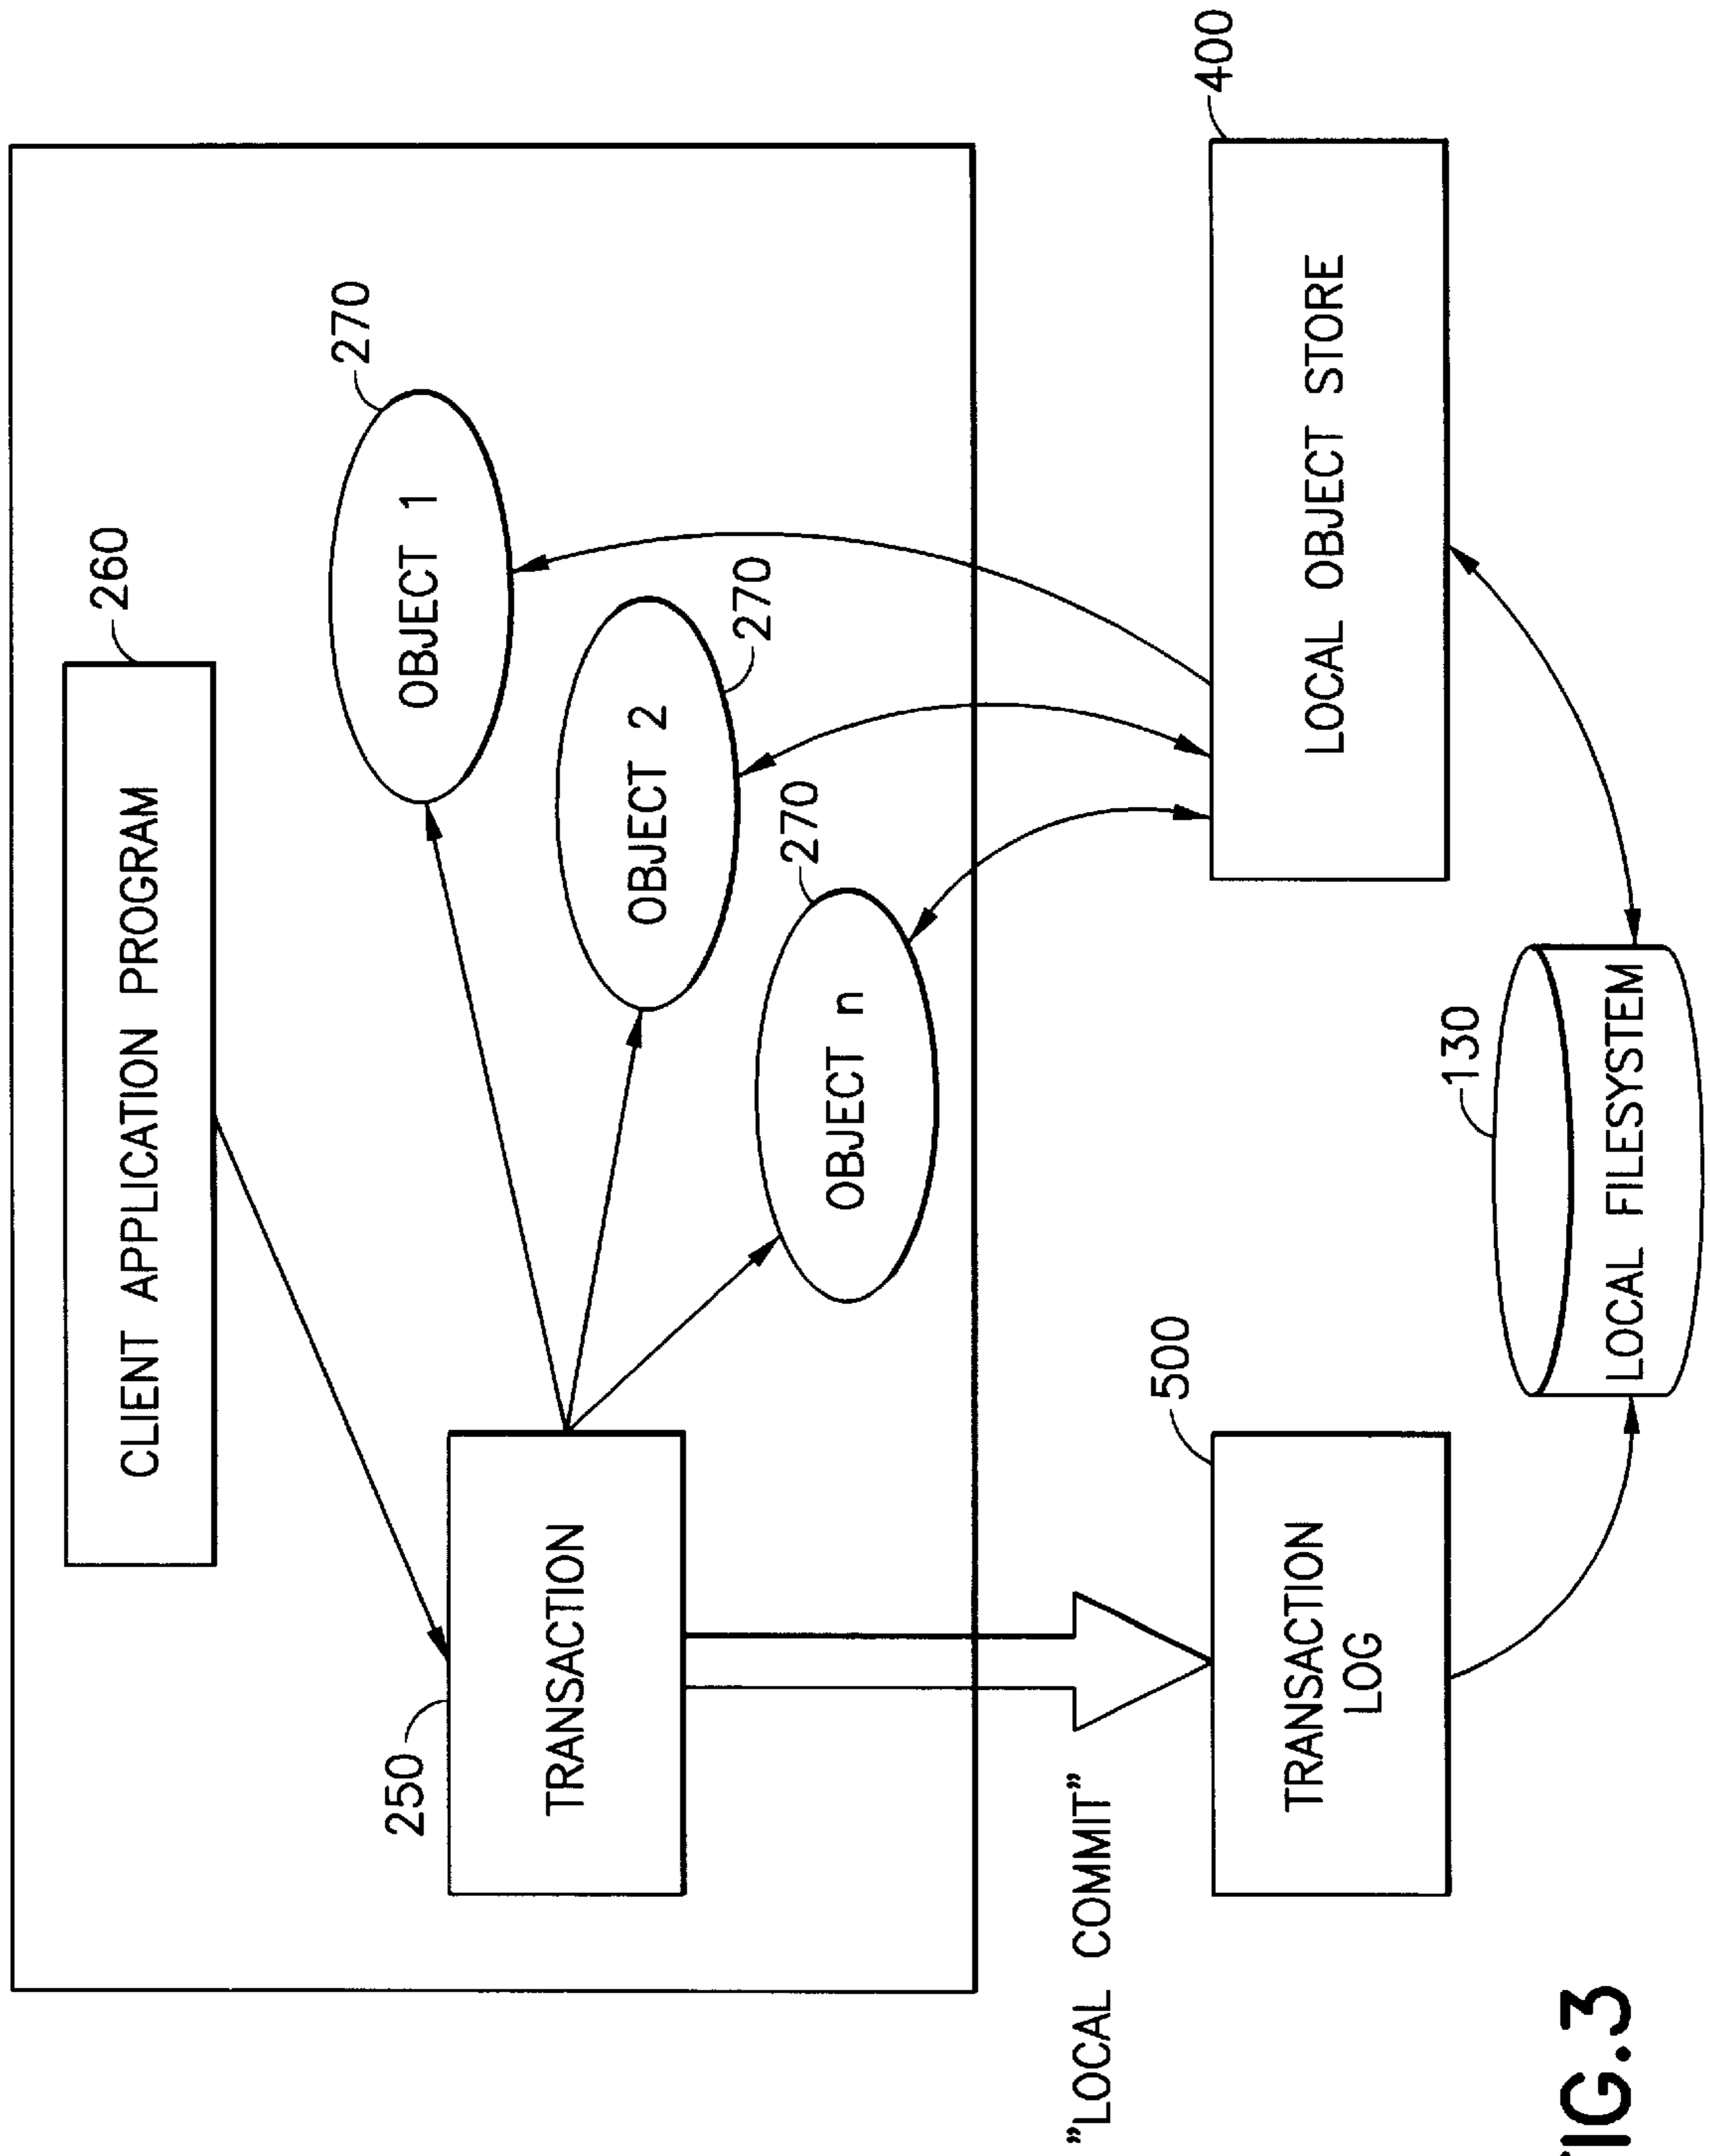 260
CLIENT APPLICATION PROGRAM
270
OBJECT 1
250
TRANSACTION
OBJECT 2
270
270
OBJECT n
"LOCAL COMMIT"
500
TRANSACTION
LOG
400
LOCAL OBJECT STORE
130
LOCAL FILESYSTEM
IG.3